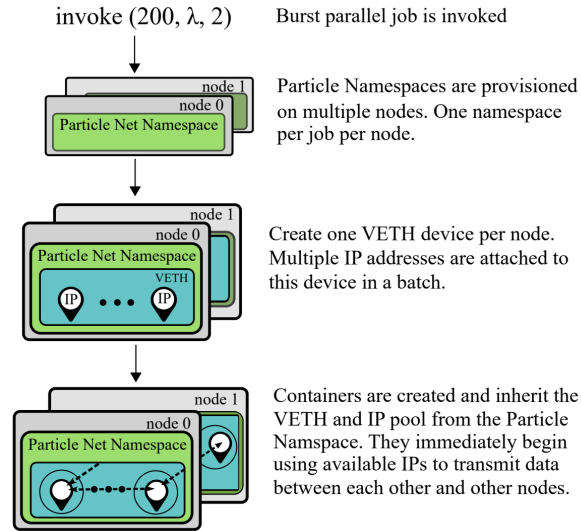 invoke (200, λ, 2)
Burst parallel job is invoked
node 1
node 0
Particle Net Namespace
Particle Namespaces are provisioned
on multiple nodes. One namespace
per job per node.
node 1
node 0
Particle Net Namespace
VETH
IP
IP
Create one VETH device per node.
Multiple IP addresses are attached to
this device in a batch.
node 1
node 0
Particle Net Namespace
Containers are created and inherit the
VETH and IP pool from the Particle
Namspace. They immediately begin
using available IPs to transmit data
between each other and other nodes.